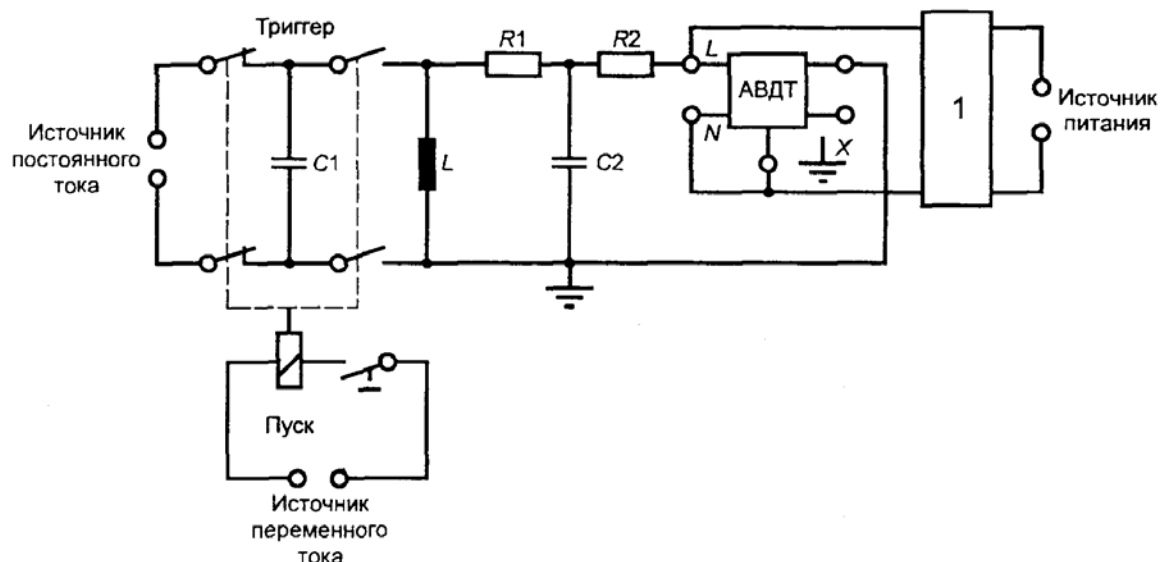 Триггер
R1
R2
L
АВДТ
N
X
1
Источник
питания
Источник
постоянного
тока
C1
L
C2
Пуск
Источник
переменного
тока